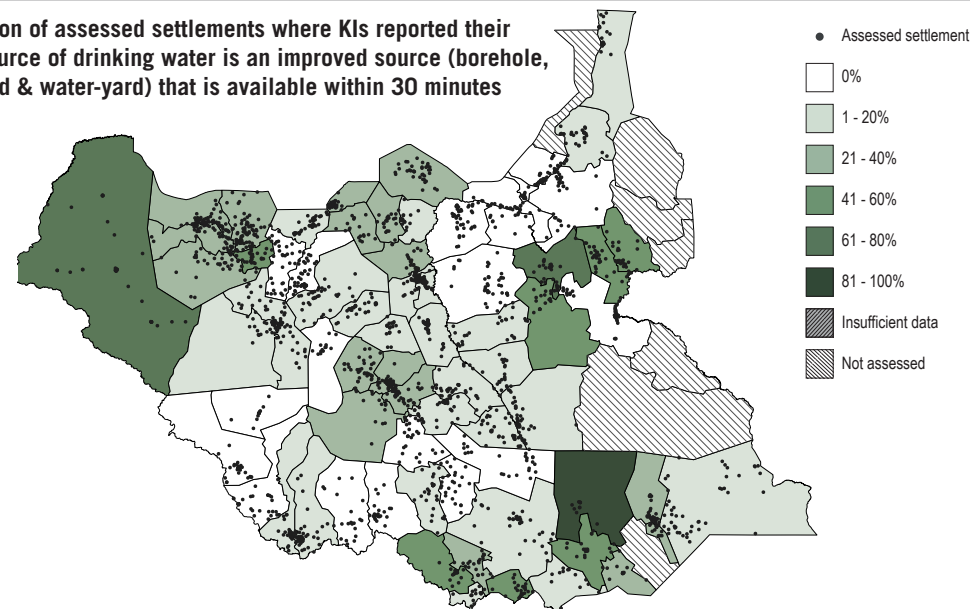 on of assessed settlements where KIs reported their
urce of drinking water is an improved source (borehole,
d & water-yard) that is available within 30 minutes
Assessed settlement
0%
1 - 20%
21 - 40%
41 - 60%
61 - 80%
81 - 100%
Insufficient data
Not assessed